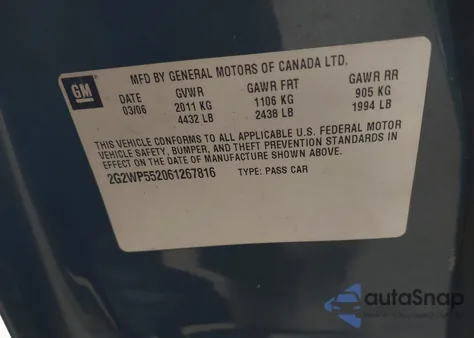 MFD BY GENERAL MOTORS OF CANADA LTD.
GM
DATE GVWR GAWR FRT GAWR RR
03/06 2011 KG 1106 KG 905 KG
4432 LB 2438 LB 1994 LB
THIS VEHICLE CONFORMS TO ALL APPLICABLE U.S. FEDERAL MOTOR
VEHICLE SAFETY, BUMPER, AND THEFT PREVENTION STANDARDS IN
EFFECT ON THE DATE OF MANUFACTURE SHOWN ABOVE.
2G2WP552061267816 TYPE: PASS CAR
autoSnap